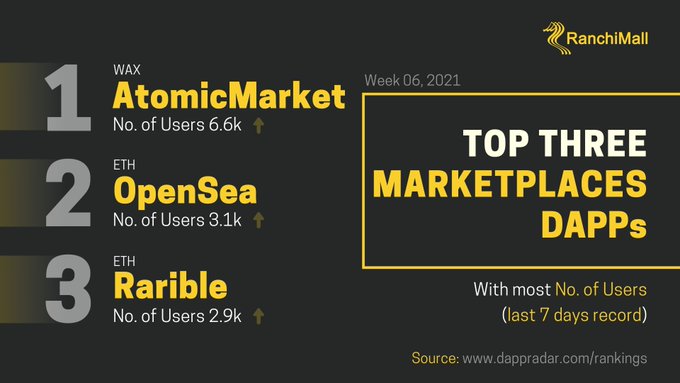 RanchiMall
1
WAX
AtomicMarket
No. of Users 6.6k
2
ETH
OpenSea
No. of Users 3.1k
3
ETH
Rarible
No. of Users 2.9k
Week 06, 2021
TOP THREE
MARKETPLACES
DAPPs
With most No. of Users
(last 7 days record)
Source: www.dappradar.com/rankings